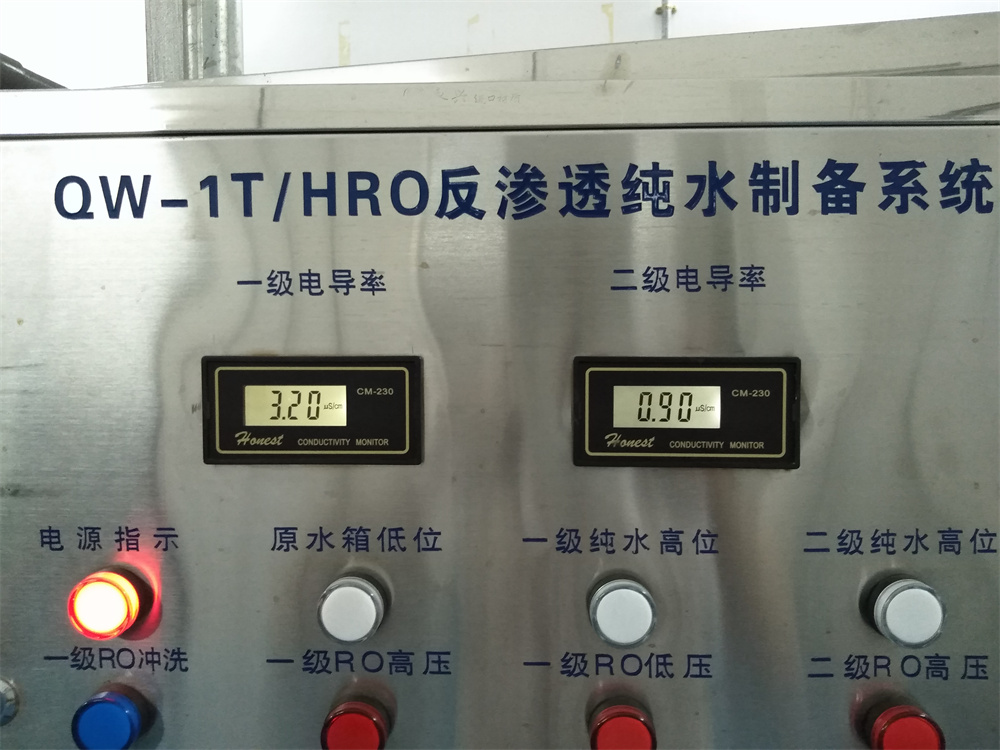 QW-1T/HRO反渗透纯水制备系统
一级电导率
二级电导率
3.20 μS/cm
CM-230
Honest CONDUCTIVITY MONITOR
0.90 μS/cm
CM-230
Honest CONDUCTIVITY MONITOR
电源指示
原水箱低位
一级纯水高位
二级纯水高位
一级RO冲洗
一级RO高压
一级RO低压
二级RO高压